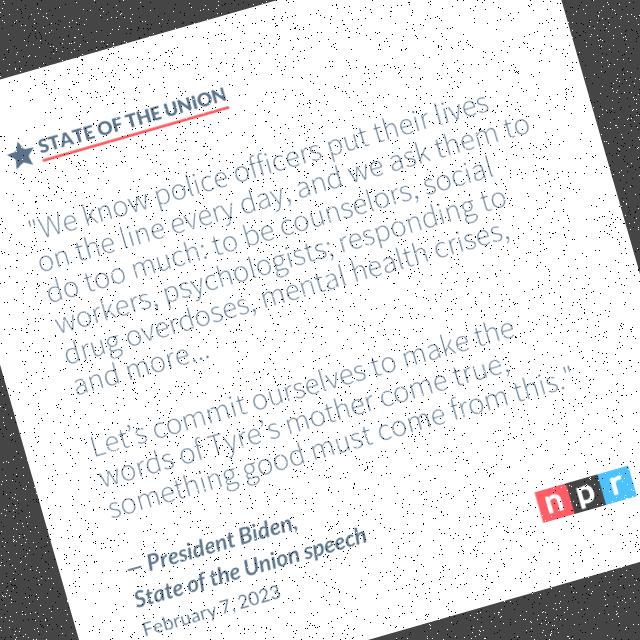 STATE OF THE UNION
"We know police officers put their lives
on the line every day, and we ask them to
do too much: to be counselors, social
workers, psychologists; responding to
drug overdoses, mental health crises,
and more...
Let's commit ourselves to make the
words of Tyre's mother come true;
something good must come from this."
— President Biden,
State of the Union speech
February 7, 2023
npr